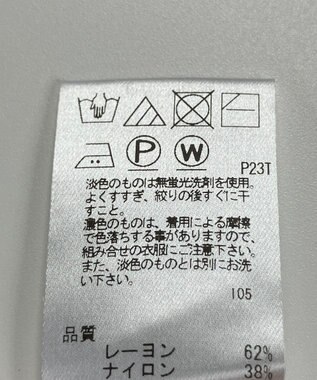 P W P23T
淡色のものは無蛍光洗剤を使用。
よくすすぎ、絞りの後すぐに干
すこと。
濃色のものは、着用による摩擦
で色落ちする事がありますので、
組み合せの衣服にご注意下さい。
また、淡色のものとは別にお洗
い下さい。
105
品質
レーヨン 62%
ナイロン 38%